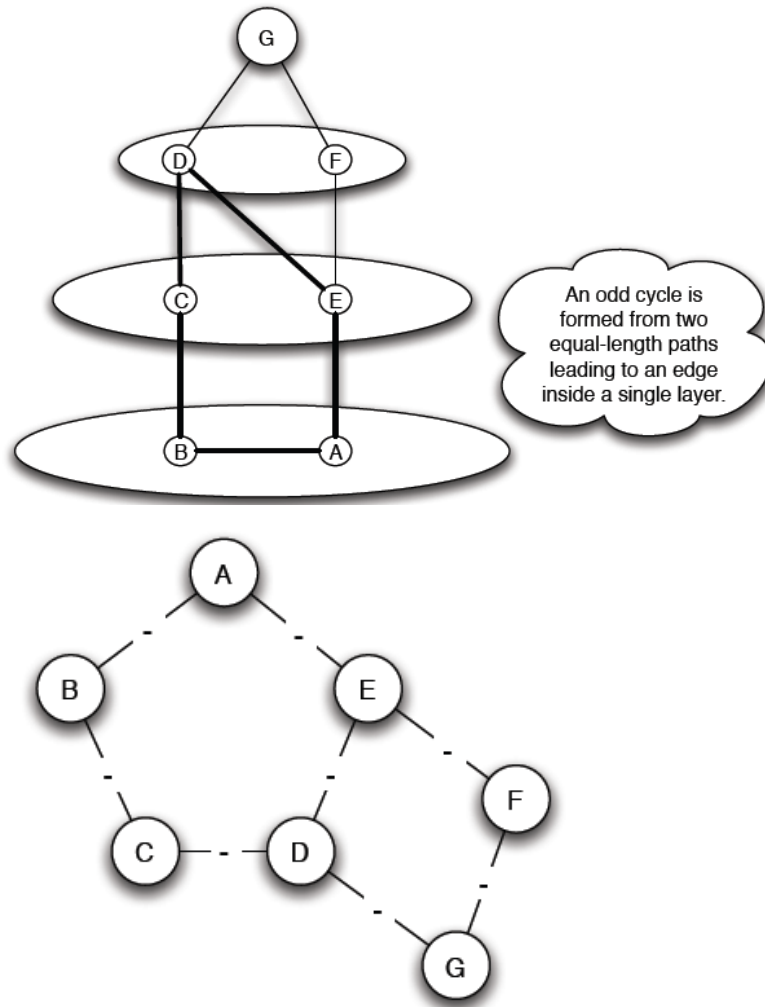 G
D F
C E
An odd cycle is
formed from two
equal-length paths
leading to an edge
inside a single layer.
B A
A
- -
B E
-
- - F
C - D -
-
G